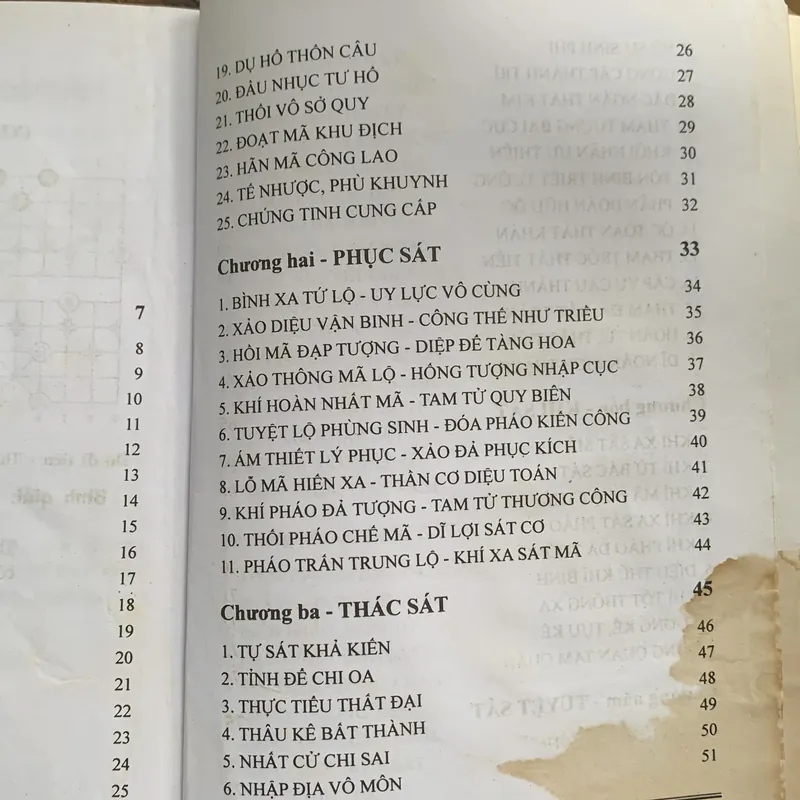 7
8
9
10
11
12
13
14
15
16
17
18
19
20
21
22
23
24
25
19. DỤ HỔ THÔN CÂU 26
20. ĐẦU NHỤC TƯ HỔ 27
21. THỐI VÔ SỞ QUY 28
22. ĐOẠT MÃ KHU ĐỊCH 29
23. HÃN MÃ CÔNG LAO 30
24. TẾ NHƯỢC, PHÙ KHUYNH 31
25. CHÚNG TINH CUNG CẤP 32
Chương hai - PHỤC SÁT 33
1. BÌNH XA TỨ LỘ - UY LỰC VÔ CÙNG 34
2. XẢO DIỆU VẬN BINH - CÔNG THẾ NHƯ TRIỀU 35
3. HỒI MÃ ĐẠP TƯỢNG - DIỆP ĐỂ TÀNG HOA 36
4. XẢO THÔNG MÃ LỘ - HỒNG TƯỢNG NHẬP CỤC 37
5. KHÍ HOÀN NHẤT MÃ - TAM TỬ QUY BIÊN 38
6. TUYỆT LỘ PHÙNG SINH - ĐÓA PHÁO KIẾN CÔNG 39
7. ÁM THIẾT LÝ PHỤC - XẢO ĐẢ PHỤC KÍCH 40
8. LỖ MÃ HIẾN XA - THẦN CƠ DIỆU TOÁN 41
9. KHÍ PHÁO ĐẢ TƯỢNG - TAM TỬ THƯƠNG CÔNG 42
10. THỐI PHÁO CHẾ MÃ - DĨ LỢI SÁT CƠ 43
11. PHÁO TRẤN TRUNG LỘ - KHÍ XA SÁT MÃ 44
Chương ba - THÁC SÁT 45
1. TỰ SÁT KHẢ KIẾN 46
2. TỈNH ĐỂ CHI OA 47
3. THỰC TIỂU THẤT ĐẠI 48
4. THÂU KÊ BẤT THÀNH 49
5. NHẤT CỬ CHI SAI 50
6. NHẬP ĐỊA VÔ MÔN 51